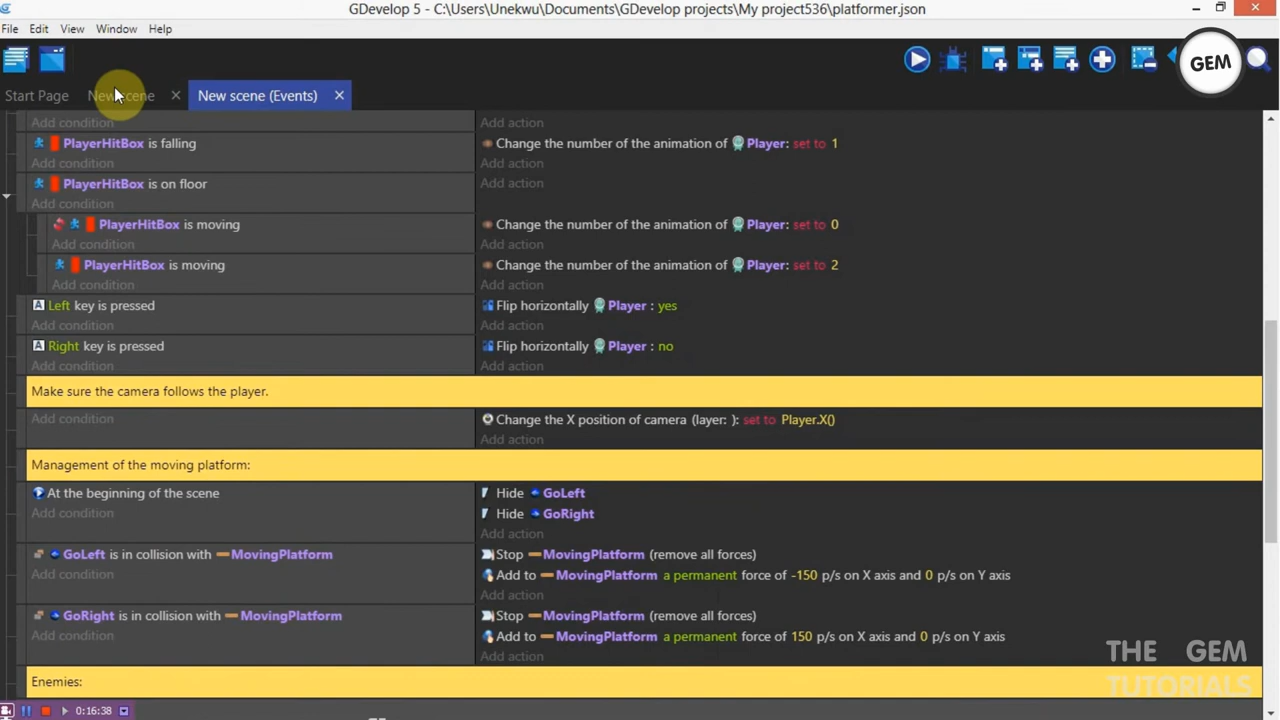 GDevelop 5 - C:\Users\Unekwu\Documents\GDevelop projects\My project536\platformer.json
File Edit View Window Help
GEM
Start Page New scene × New scene (Events) ×
Add condition Add action
PlayerHitBox is falling Change the number of the animation of Player: set to 1
Add condition Add action
PlayerHitBox is on floor Add action
Add condition
PlayerHitBox is moving Change the number of the animation of Player: set to 0
Add condition Add action
PlayerHitBox is moving Change the number of the animation of Player: set to 2
Add condition Add action
Left key is pressed Flip horizontally Player : yes
Add condition Add action
Right key is pressed Flip horizontally Player : no
Add condition Add action
Make sure the camera follows the player.
Add condition Change the X position of camera (layer: ): set to Player.X()
Add action
Management of the moving platform:
At the beginning of the scene Hide GoLeft
Add condition Hide GoRight
Add action
GoLeft is in collision with MovingPlatform Stop MovingPlatform (remove all forces)
Add condition Add to MovingPlatform a permanent force of -150 p/s on X axis and 0 p/s on Y axis
Add action
GoRight is in collision with MovingPlatform Stop MovingPlatform (remove all forces)
Add condition Add to MovingPlatform a permanent force of 150 p/s on X axis and 0 p/s on Y axis
Add action
THE GEM
TUTORIALS
Enemies:
0:16:38